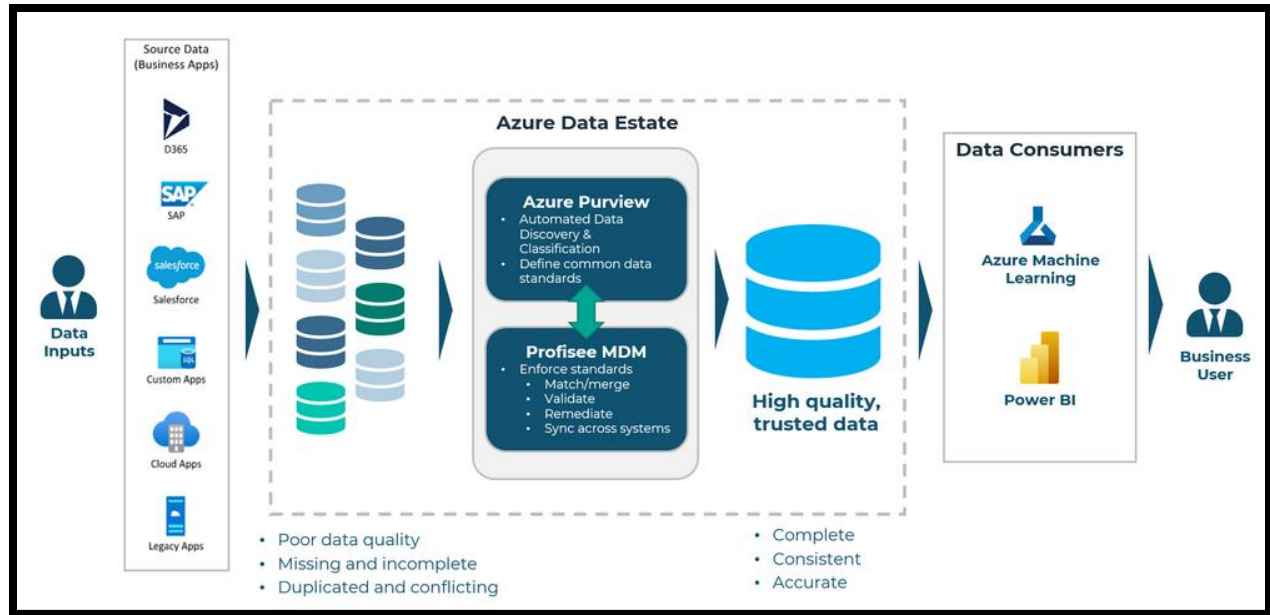 Source Data
(Business Apps)
D365
SAP
SAP
salesforce
Salesforce
SQL
Custom Apps
Cloud Apps
Legacy Apps
Data
Inputs
Azure Data Estate
Azure Purview
• Automated Data
Discovery &
Classification
• Define common data
standards
Profisee MDM
• Enforce standards
• Match/merge
• Validate
• Remediate
• Sync across systems
High quality,
trusted data
Data Consumers
Azure Machine
Learning
Power BI
Business
User
• Poor data quality
• Missing and incomplete
• Duplicated and conflicting
• Complete
• Consistent
• Accurate